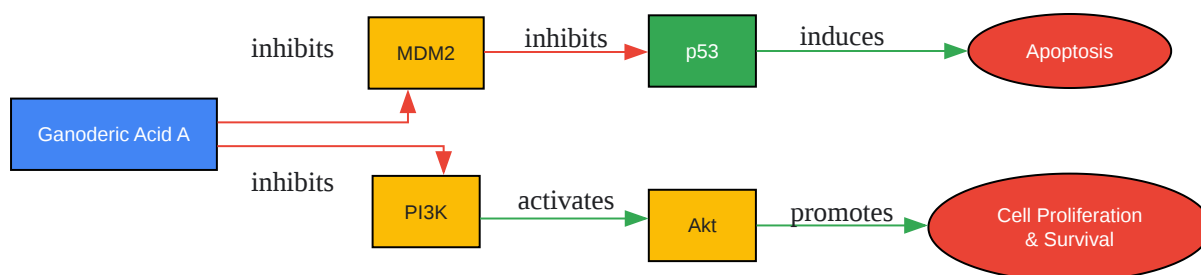 inhibits
MDM2
inhibits
p53
induces
Apoptosis
Ganoderic Acid A
inhibits
PI3K
activates
Akt
promotes
Cell Proliferation
& Survival